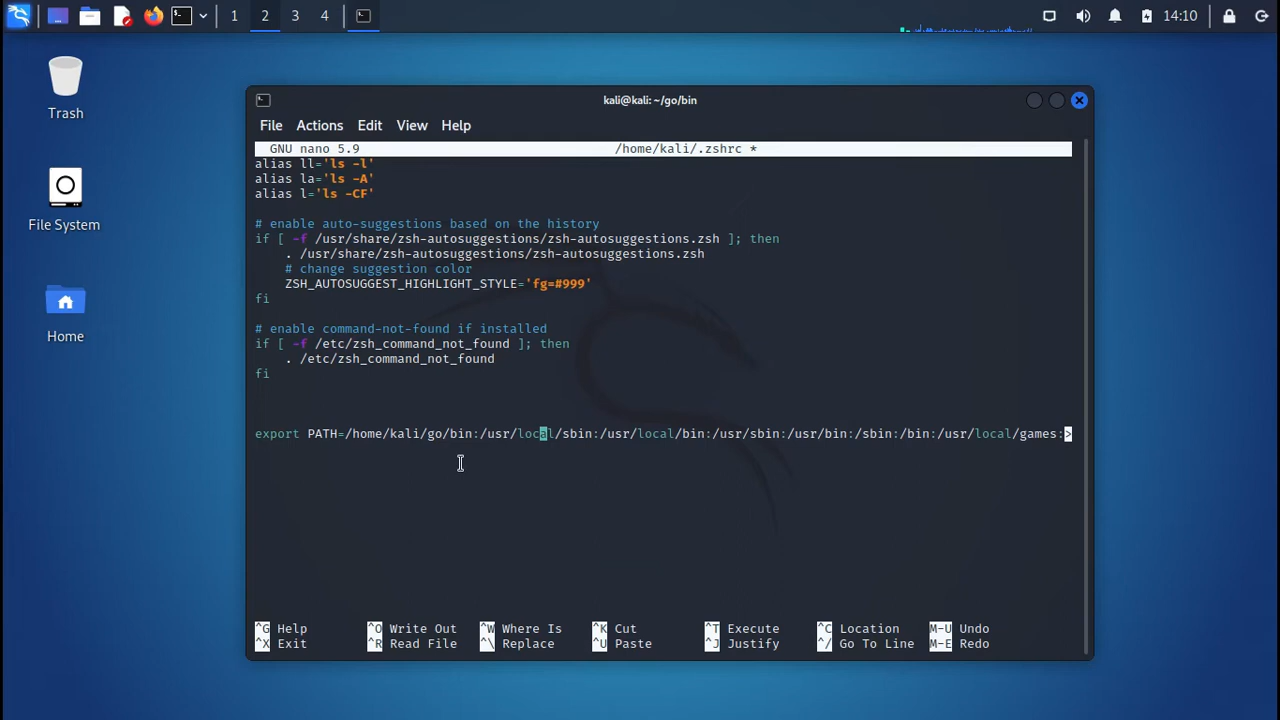 1 2 3 4
14:10
Trash
File System
Home
kali@kali: ~/go/bin
File Actions Edit View Help
GNU nano 5.9 /home/kali/.zshrc *
alias ll='ls -l'
alias la='ls -A'
alias l='ls -CF'
# enable auto-suggestions based on the history
if [ -f /usr/share/zsh-autosuggestions/zsh-autosuggestions.zsh ]; then
. /usr/share/zsh-autosuggestions/zsh-autosuggestions.zsh
# change suggestion color
ZSH_AUTOSUGGEST_HIGHLIGHT_STYLE='fg=#999'
fi
# enable command-not-found if installed
if [ -f /etc/zsh_command_not_found ]; then
. /etc/zsh_command_not_found
fi
export PATH=/home/kali/go/bin:/usr/local/sbin:/usr/local/bin:/usr/sbin:/usr/bin:/sbin:/bin:/usr/local/games:>
^G Help ^O Write Out ^W Where Is ^K Cut ^T Execute ^C Location M-U Undo
^X Exit ^R Read File ^\ Replace ^U Paste ^J Justify ^/ Go To Line M-E Redo